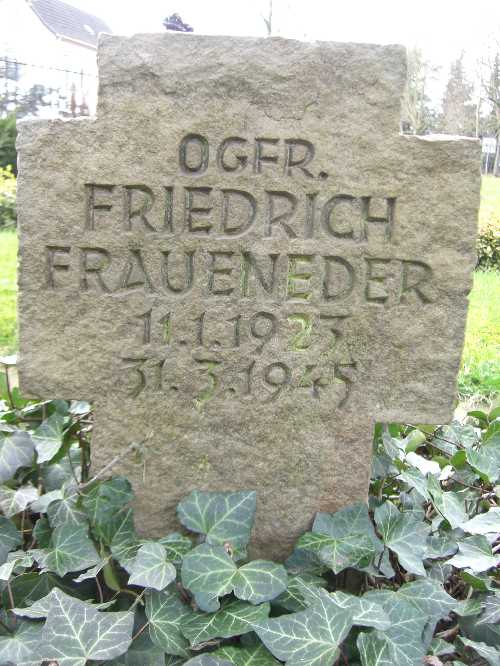 OGFR.
FRIEDRICH
FRAUENEDER
11.1.1923
31.3.1945